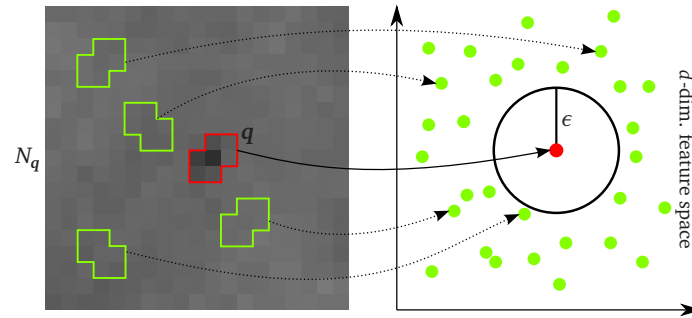 N_q
q
ϵ
d-dim. feature space